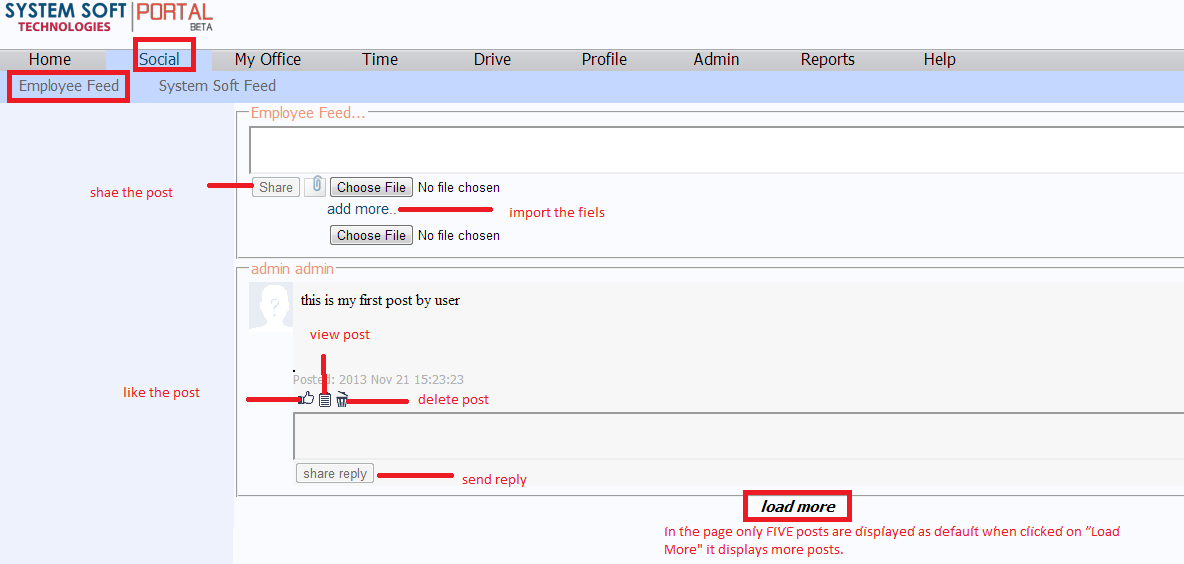 SYSTEM SOFT PORTAL
TECHNOLOGIES BETA
Home Social My Office Time Drive Profile Admin Reports Help
Employee Feed System Soft Feed
Employee Feed...
shae the post
Share Choose File No file chosen
add more..
import the fiels
Choose File No file chosen
admin admin
this is my first post by user
view post
.
Posted: 2013 Nov 21 15:23:23
like the post
delete post
share reply
send reply
load more
In the page only FIVE posts are displayed as default when clicked on “Load
More" it displays more posts.